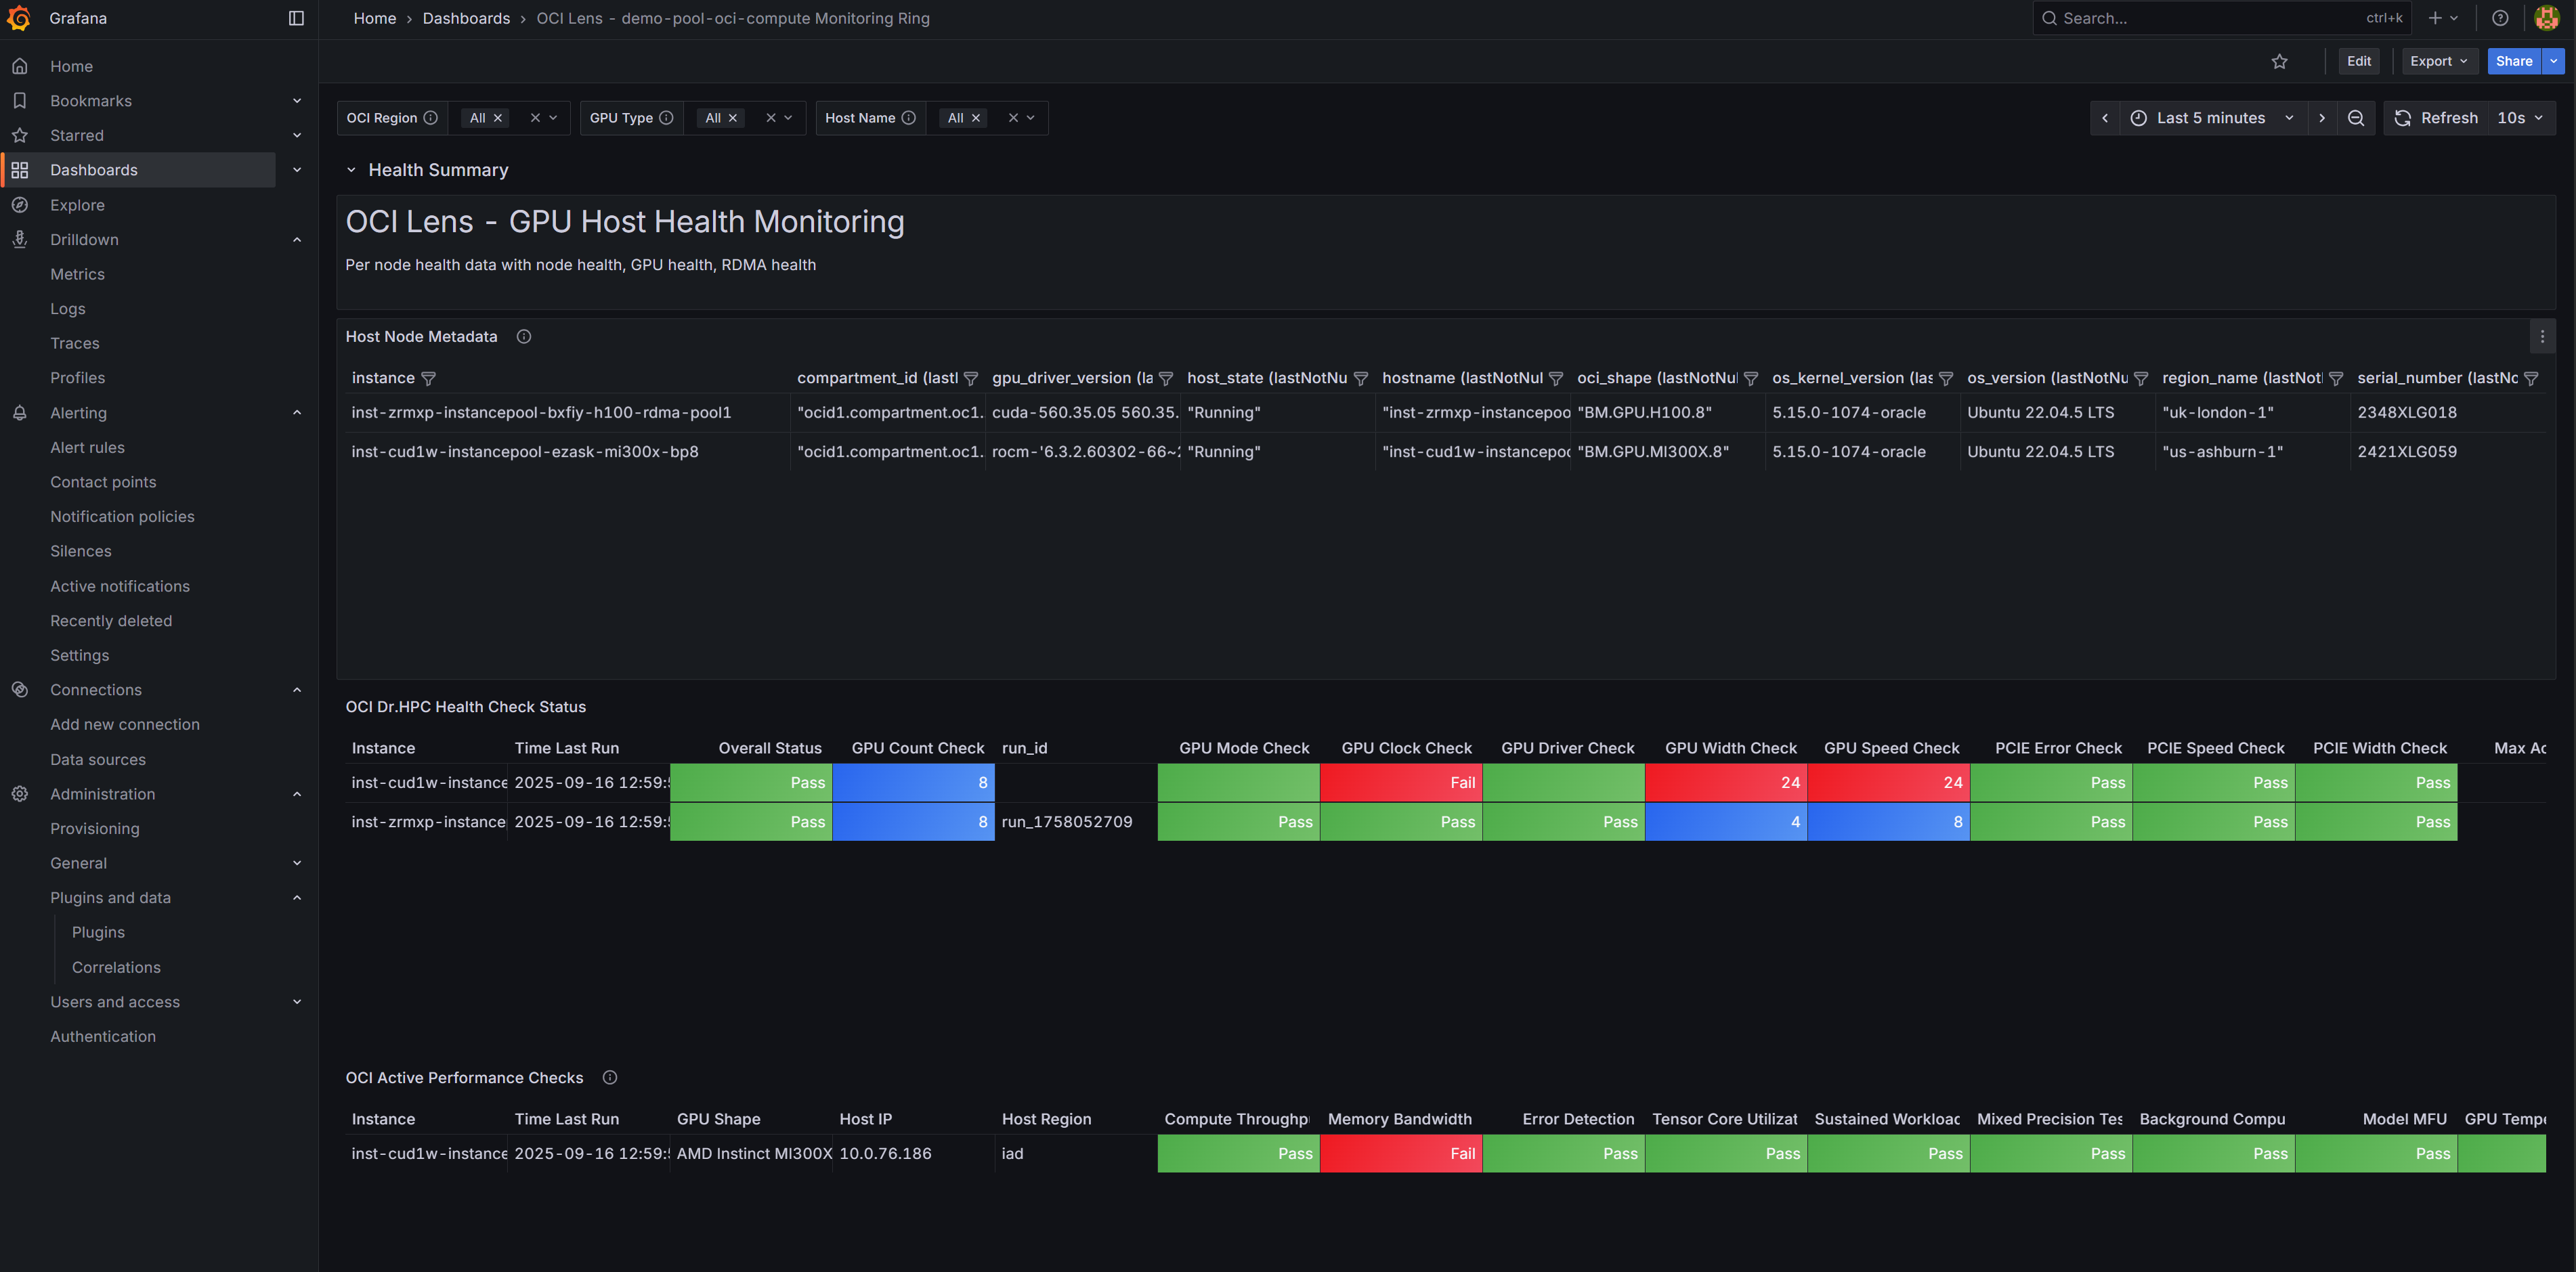 Grafana
Home › Dashboards › OCI Lens - demo-pool-oci-compute Monitoring Ring
Search... ctrl+k
Edit Export Share
Home
Bookmarks
Starred
Dashboards
Explore
Drilldown
Metrics
Logs
Traces
Profiles
Alerting
Alert rules
Contact points
Notification policies
Silences
Active notifications
Recently deleted
Settings
Connections
Add new connection
Data sources
Administration
Provisioning
General
Plugins and data
Plugins
Correlations
Users and access
Authentication
OCI Region All GPU Type All Host Name All
Last 5 minutes Refresh 10s
Health Summary
OCI Lens - GPU Host Health Monitoring
Per node health data with node health, GPU health, RDMA health
Host Node Metadata
instance compartment_id (lastl gpu_driver_version (la host_state (lastNotNu hostname (lastNotNul oci_shape (lastNotNul os_kernel_version (las os_version (lastNotNu region_name (lastNotl serial_number (lastNc
inst-zrmxp-instancepool-bxfiy-h100-rdma-pool1 "ocid1.compartment.oc1. cuda-560.35.05 560.35. "Running" "inst-zrmxp-instancepoo "BM.GPU.H100.8" 5.15.0-1074-oracle Ubuntu 22.04.5 LTS "uk-london-1" 2348XLG018
inst-cud1w-instancepool-ezask-mi300x-bp8 "ocid1.compartment.oc1. rocm-'6.3.2.60302-66~2 "Running" "inst-cud1w-instancepoo "BM.GPU.MI300X.8" 5.15.0-1074-oracle Ubuntu 22.04.5 LTS "us-ashburn-1" 2421XLG059
OCI Dr.HPC Health Check Status
Instance Time Last Run Overall Status GPU Count Check run_id GPU Mode Check GPU Clock Check GPU Driver Check GPU Width Check GPU Speed Check PCIE Error Check PCIE Speed Check PCIE Width Check Max Ac
inst-cud1w-instance 2025-09-16 12:59:5 Pass 8 Fail 24 24 Pass Pass Pass
inst-zrmxp-instance 2025-09-16 12:59:5 Pass 8 run_1758052709 Pass Pass Pass 4 8 Pass Pass Pass
OCI Active Performance Checks
Instance Time Last Run GPU Shape Host IP Host Region Compute Throughp Memory Bandwidth Error Detection Tensor Core Utilizat Sustained Workloac Mixed Precision Tes Background Compu Model MFU GPU Tempe
inst-cud1w-instance 2025-09-16 12:59:5 AMD Instinct MI300X 10.0.76.186 iad Pass Fail Pass Pass Pass Pass Pass Pass